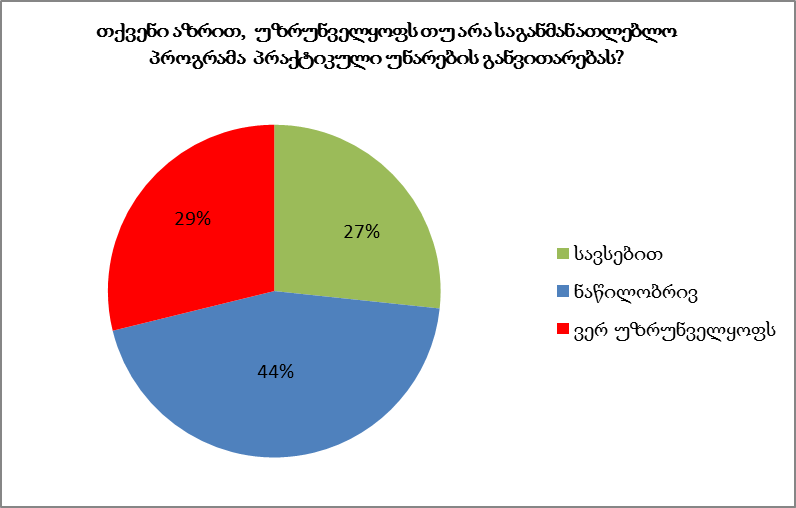 თქვენი აზრით, უზრუნველყოფს თუ არა საგანმანათლებლო
პროგრამა პრაქტიკული უნარების განვითარებას?
29%
27%
44%
სავსებით
ნაწილობრივ
ვერ უზრუნველყოფს